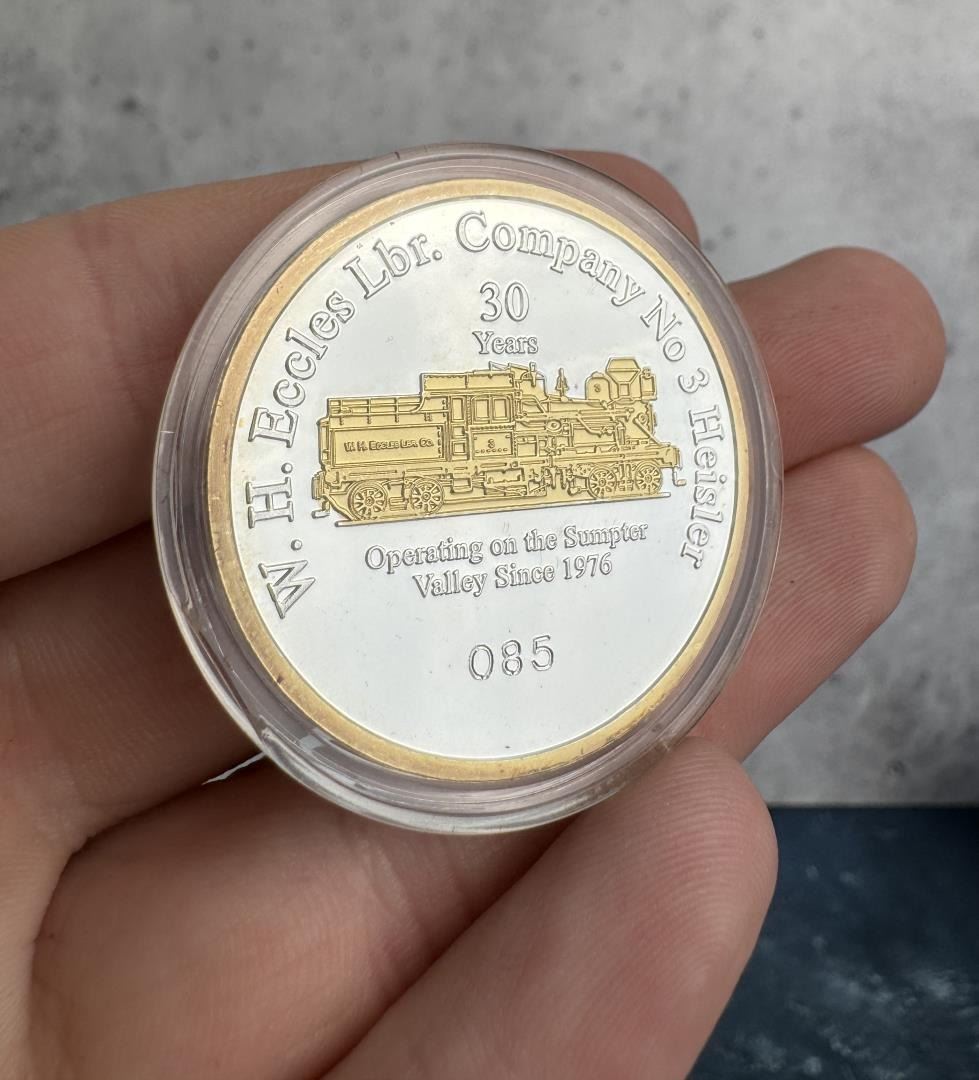 W. H. Eccles Lbr. Company No 3 Heisler
30
Years
3
W. H. ECCLES LBR. CO.
3
Operating on the Sumpter
Valley Since 1976
085